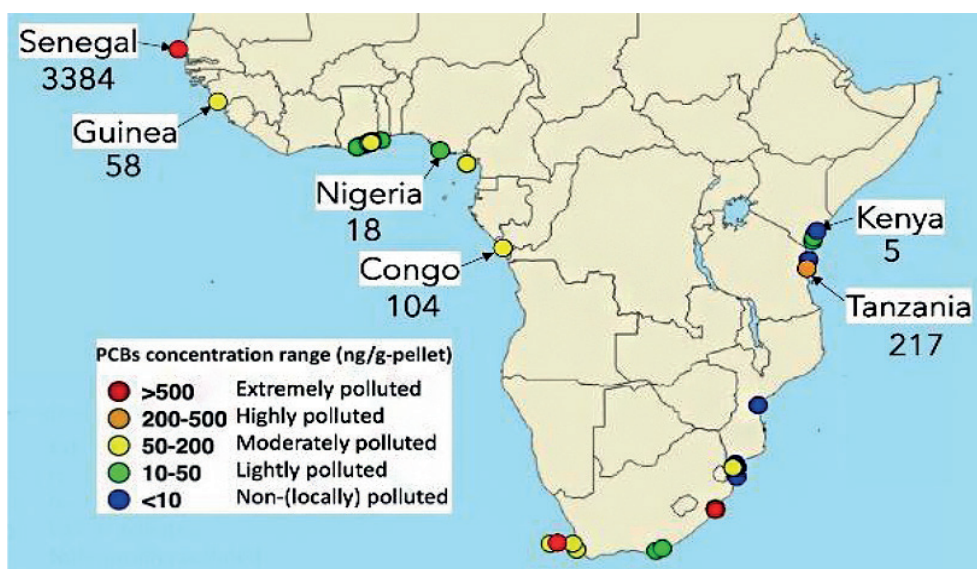 Senegal
3384
Guinea
58
Nigeria
18
Congo
104
Kenya
5
Tanzania
217
PCBs concentration range (ng/g-pellet)
>500 Extremely polluted
200-500 Highly polluted
50-200 Moderately polluted
10-50 Lightly polluted
<10 Non-(locally) polluted